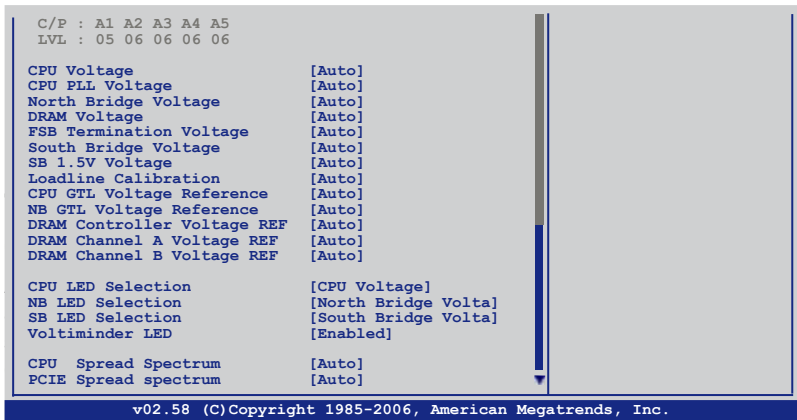 C/P : A1 A2 A3 A4 A5
LVL : 05 06 06 06 06
CPU Voltage [Auto]
CPU PLL Voltage [Auto]
North Bridge Voltage [Auto]
DRAM Voltage [Auto]
FSB Termination Voltage [Auto]
South Bridge Voltage [Auto]
SB 1.5V Voltage [Auto]
Loadline Calibration [Auto]
CPU GTL Voltage Reference [Auto]
NB GTL Voltage Reference [Auto]
DRAM Controller Voltage REF [Auto]
DRAM Channel A Voltage REF [Auto]
DRAM Channel B Voltage REF [Auto]
CPU LED Selection [CPU Voltage]
NB LED Selection [North Bridge Volta]
SB LED Selection [South Bridge Volta]
Voltiminder LED [Enabled]
CPU Spread Spectrum [Auto]
PCIE Spread spectrum [Auto]
v02.58 (C)Copyright 1985-2006, American Megatrends, Inc.